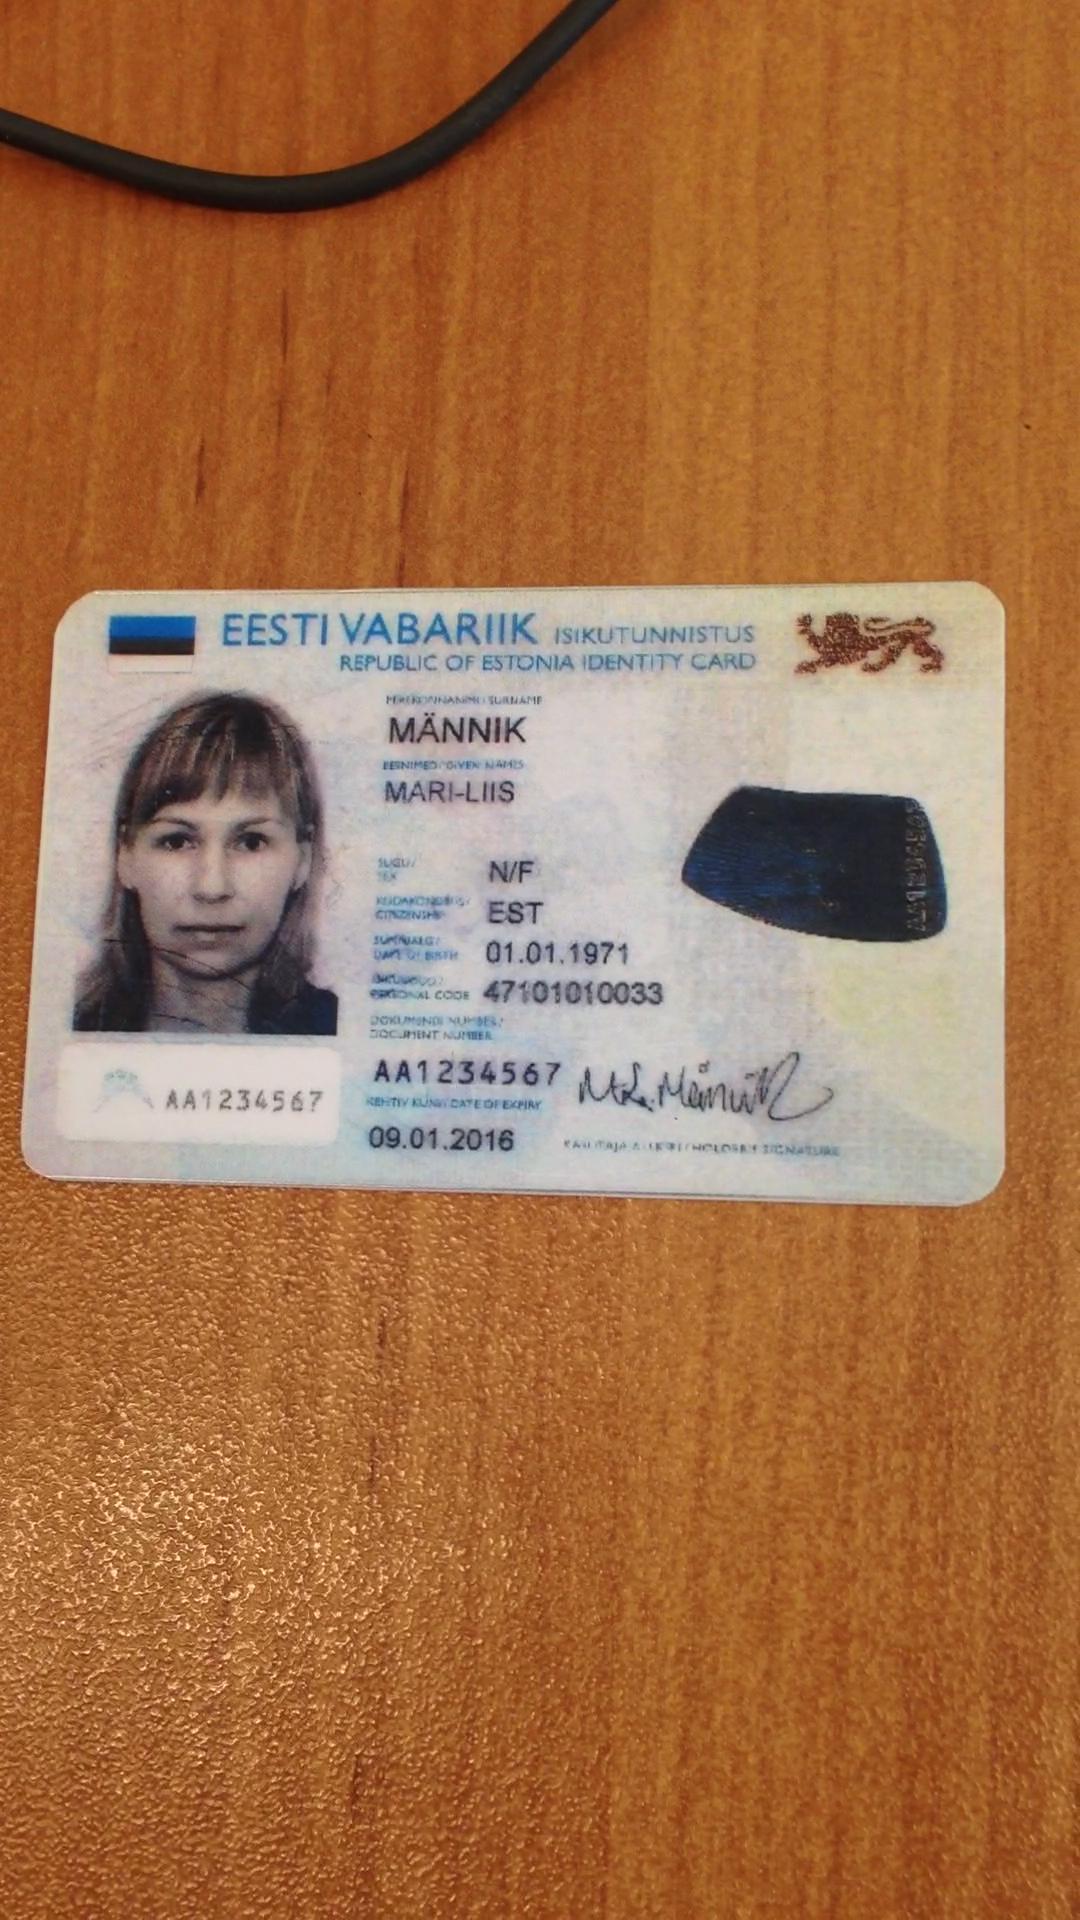 EESTI VABARIIK ISIKUTUNNISTUS
REPUBLIC OF ESTONIA IDENTITY CARD
PEREKONNANIMI / SURNAME
MÄNNIK
EESNIMED / GIVEN NAMES
MARI-LIIS
SUGU / SEX
N/F
KODAKONDSUS / CITIZENSHIP
EST
SÜNNIAEG / DATE OF BIRTH
01.01.1971
ISIKUKOOD / PERSONAL CODE
47101010033
DOKUMENDI NUMBER /
DOCUMENT NUMBER
AA1234567
KEHTIV KUNI / DATE OF EXPIRY
09.01.2016
AA1234567
KASUTAJA ALLKIRI / HOLDER'S SIGNATURE